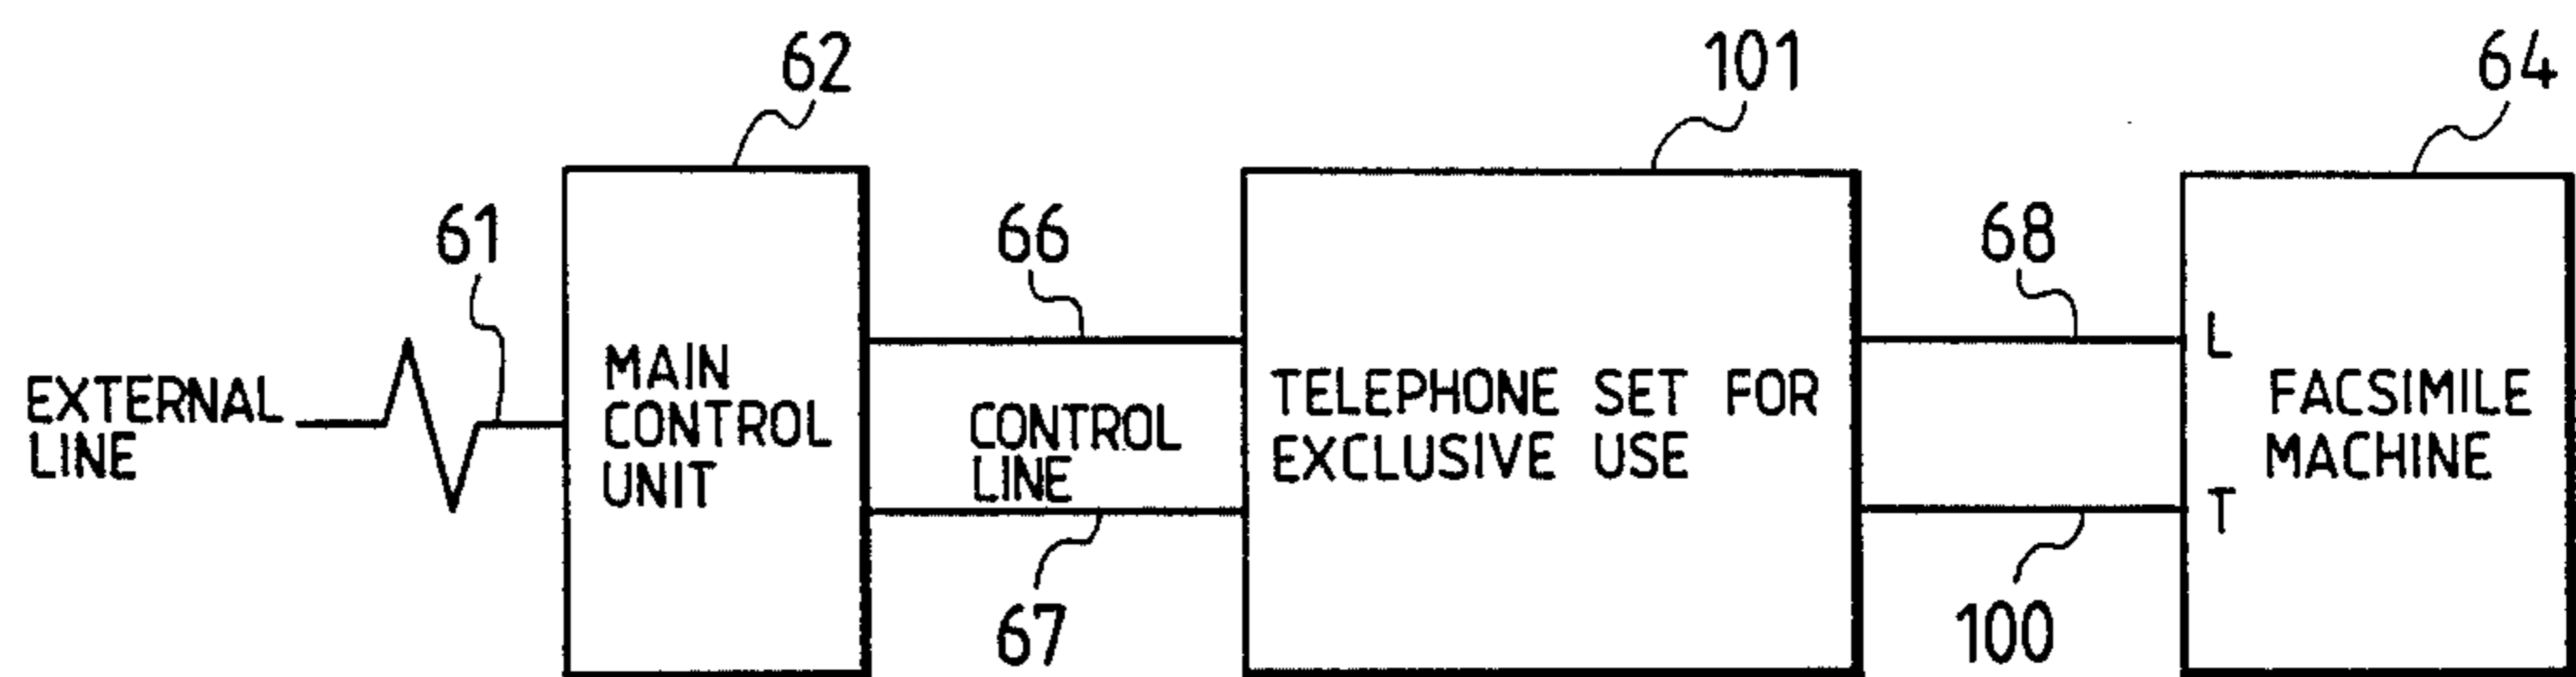 62
101
64
61
66
68
EXTERNAL
LINE
MAIN
CONTROL
UNIT
CONTROL
LINE
TELEPHONE SET FOR
EXCLUSIVE USE
L
FACSIMILE
MACHINE
T
67
100